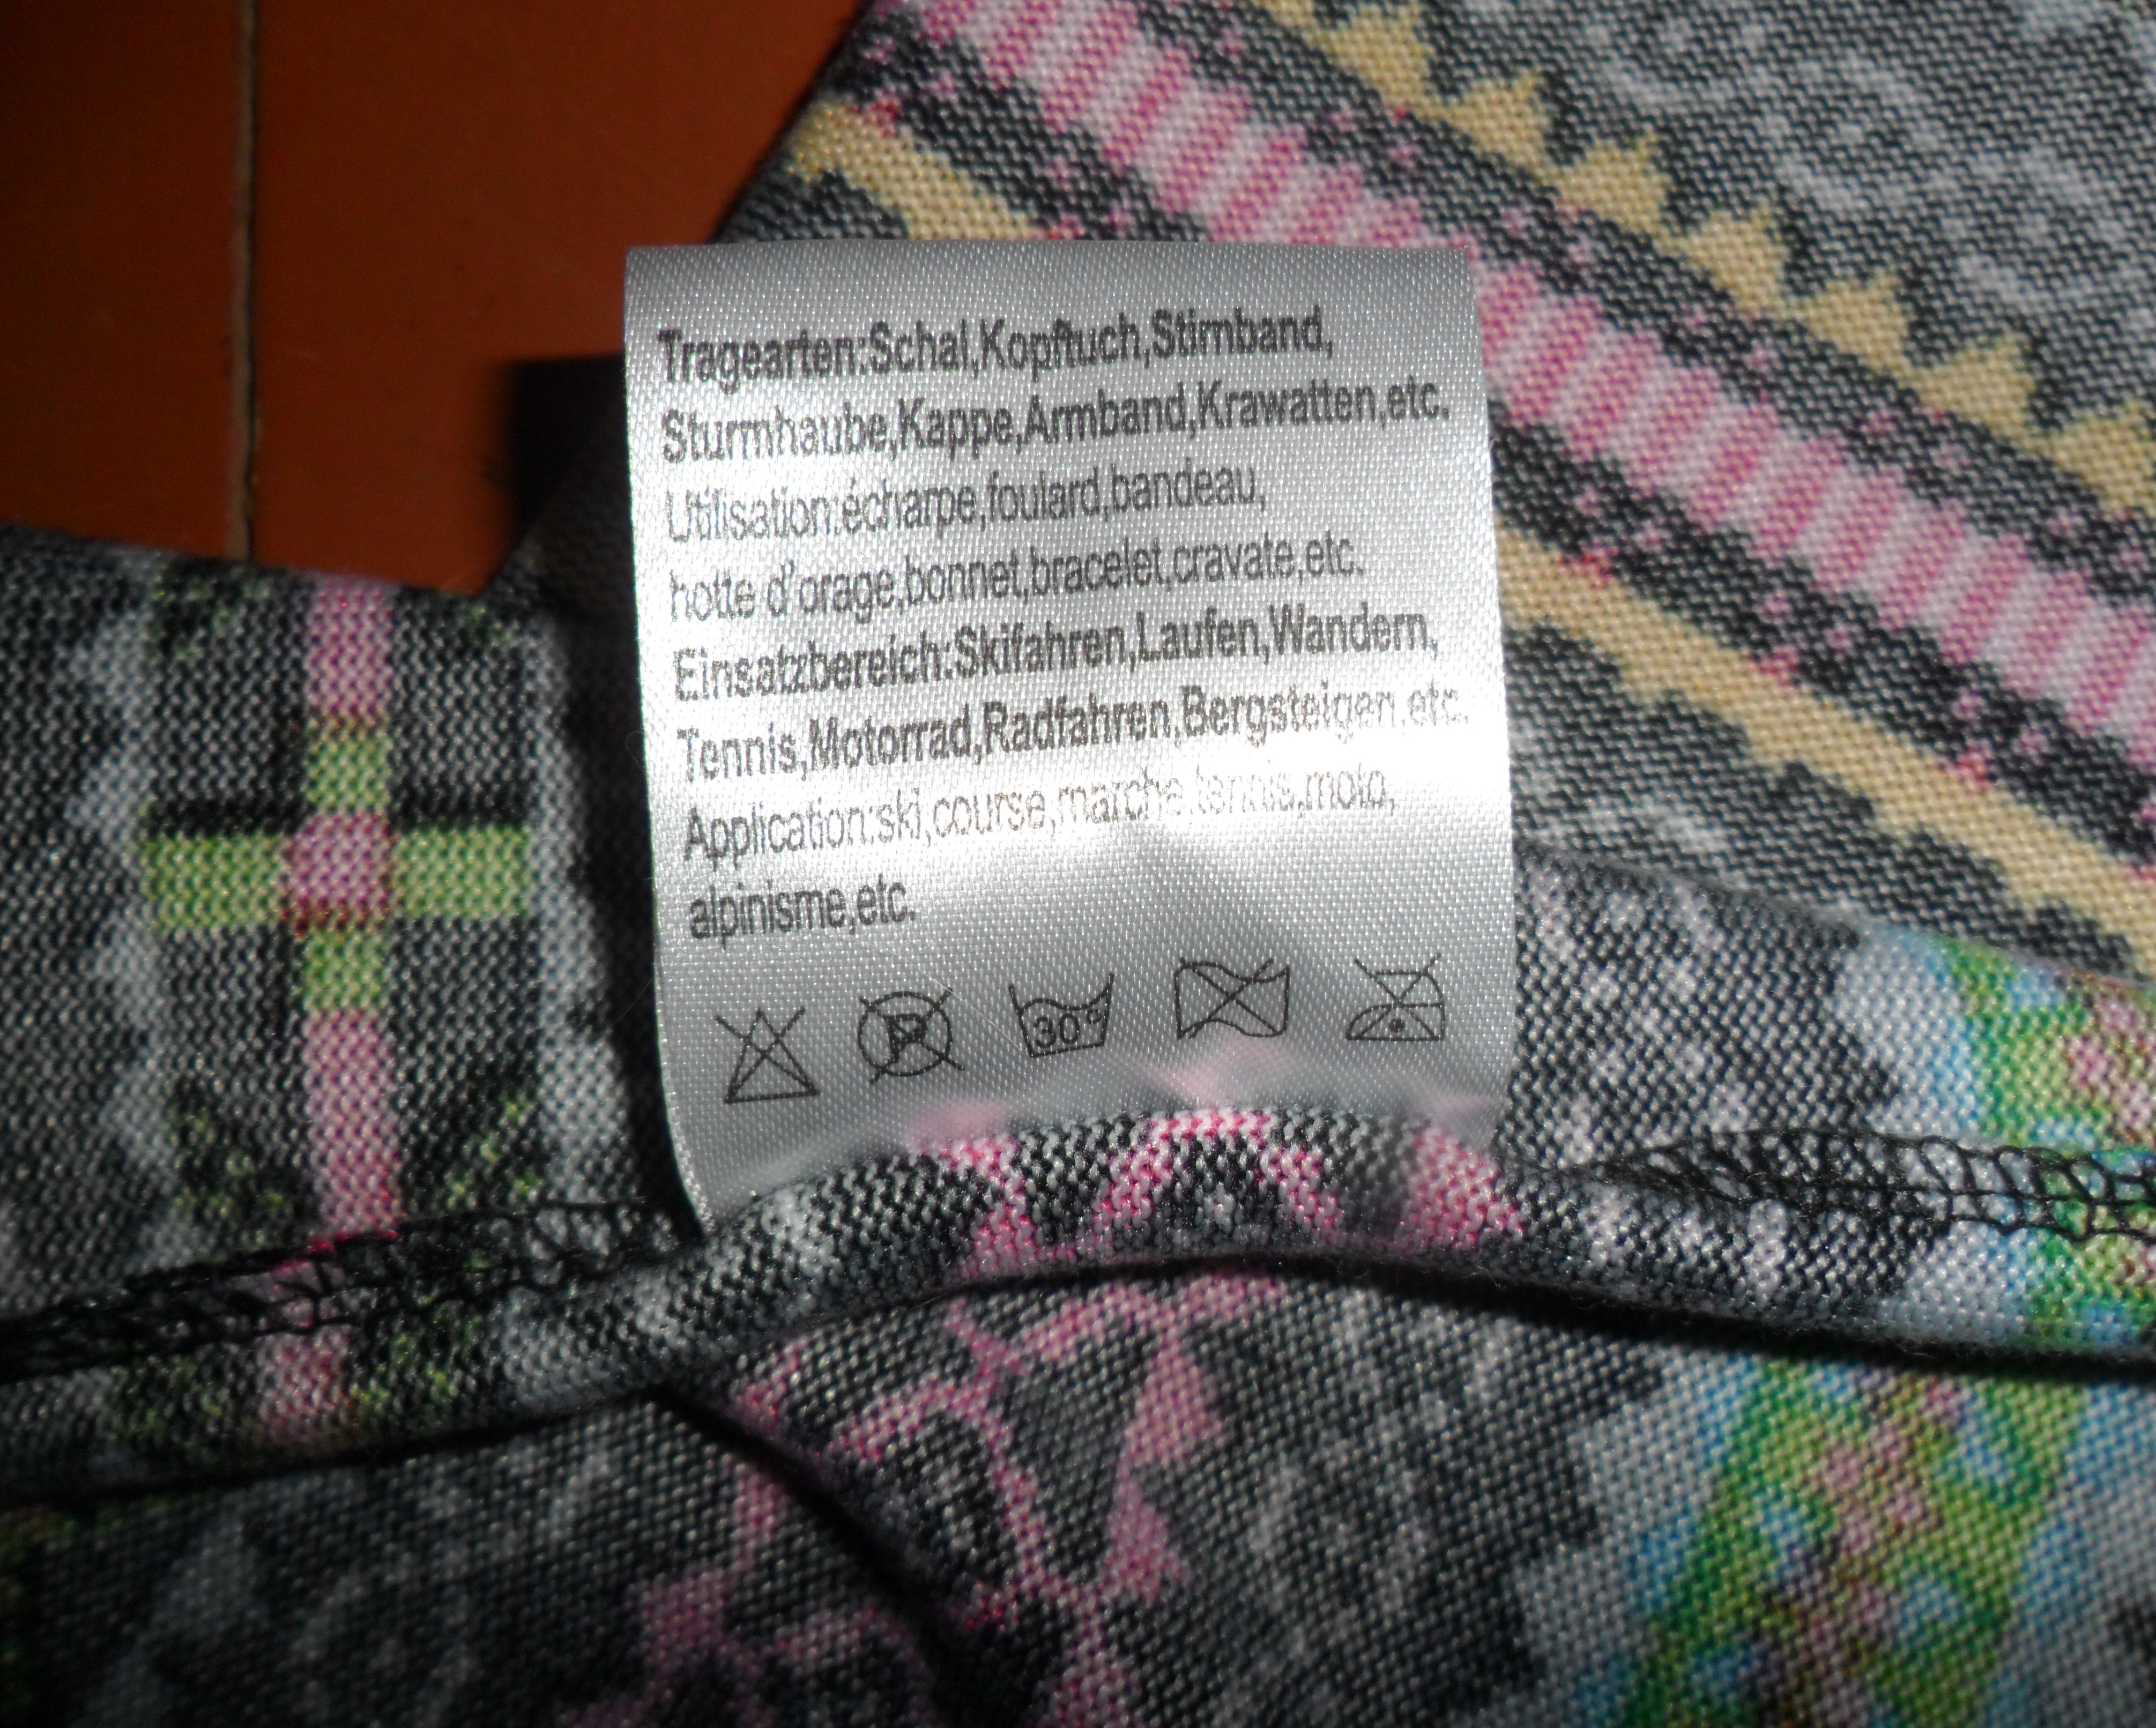 Tragearten:Schal,Kopftuch,Stirnband,
Sturmhaube,Kappe,Armband,Krawatten,etc.
Utilisation:écharpe,foulard,bandeau,
hotte d'orage,bonnet,bracelet,cravate,etc.
Einsatzbereich:Skifahren,Laufen,Wandern,
Tennis,Motorrad,Radfahren,Bergsteigen,etc.
Application:ski,course,marche,tennis,moto,
alpinisme,etc.
P 30°